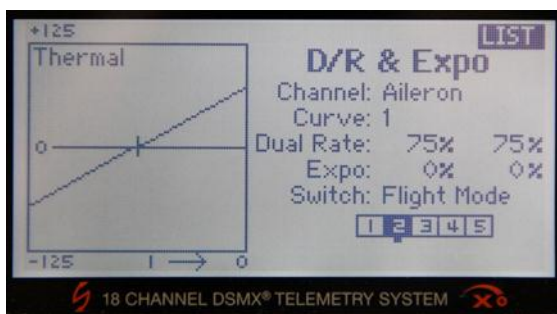 +125
LIST
Thermal
D/R & Expo
Channel: Aileron
Curve: 1
0
Dual Rate: 75% 75%
Expo: 0% 0%
Switch: Flight Mode
1 2 3 4 5
-125 1 → 0
18 CHANNEL DSMX® TELEMETRY SYSTEM